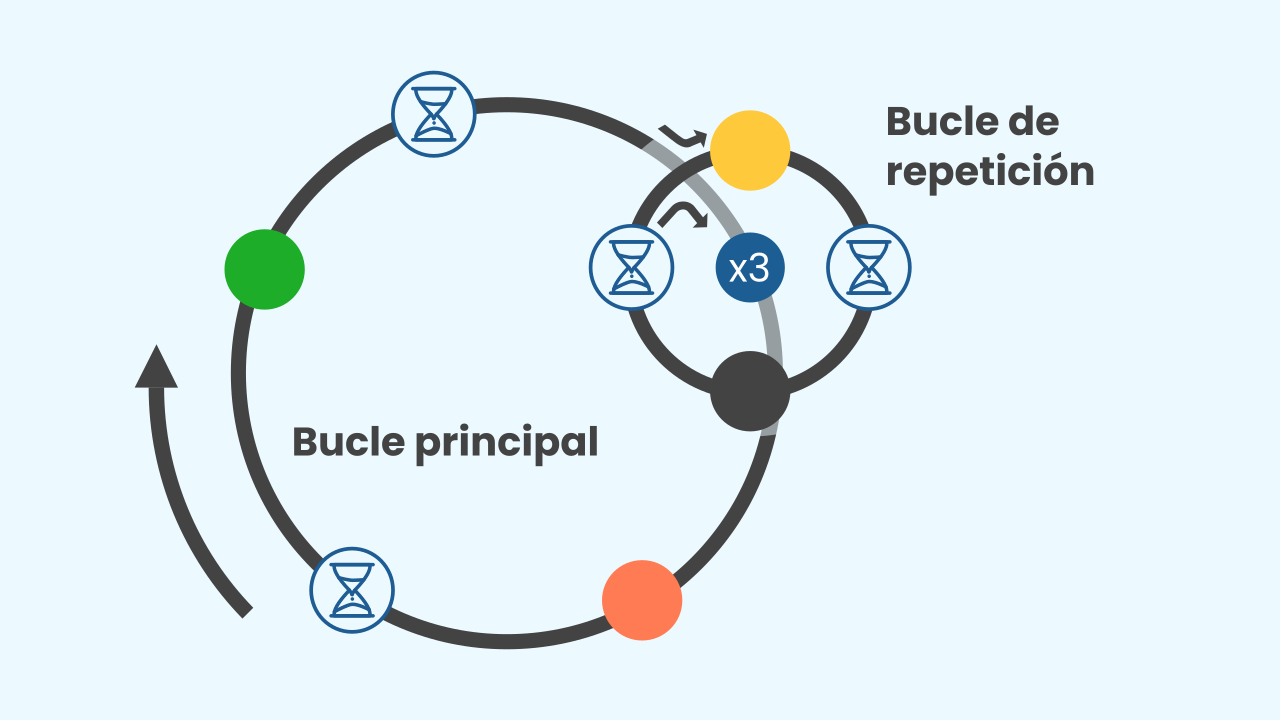 Bucle de
repetición
x3
Bucle principal